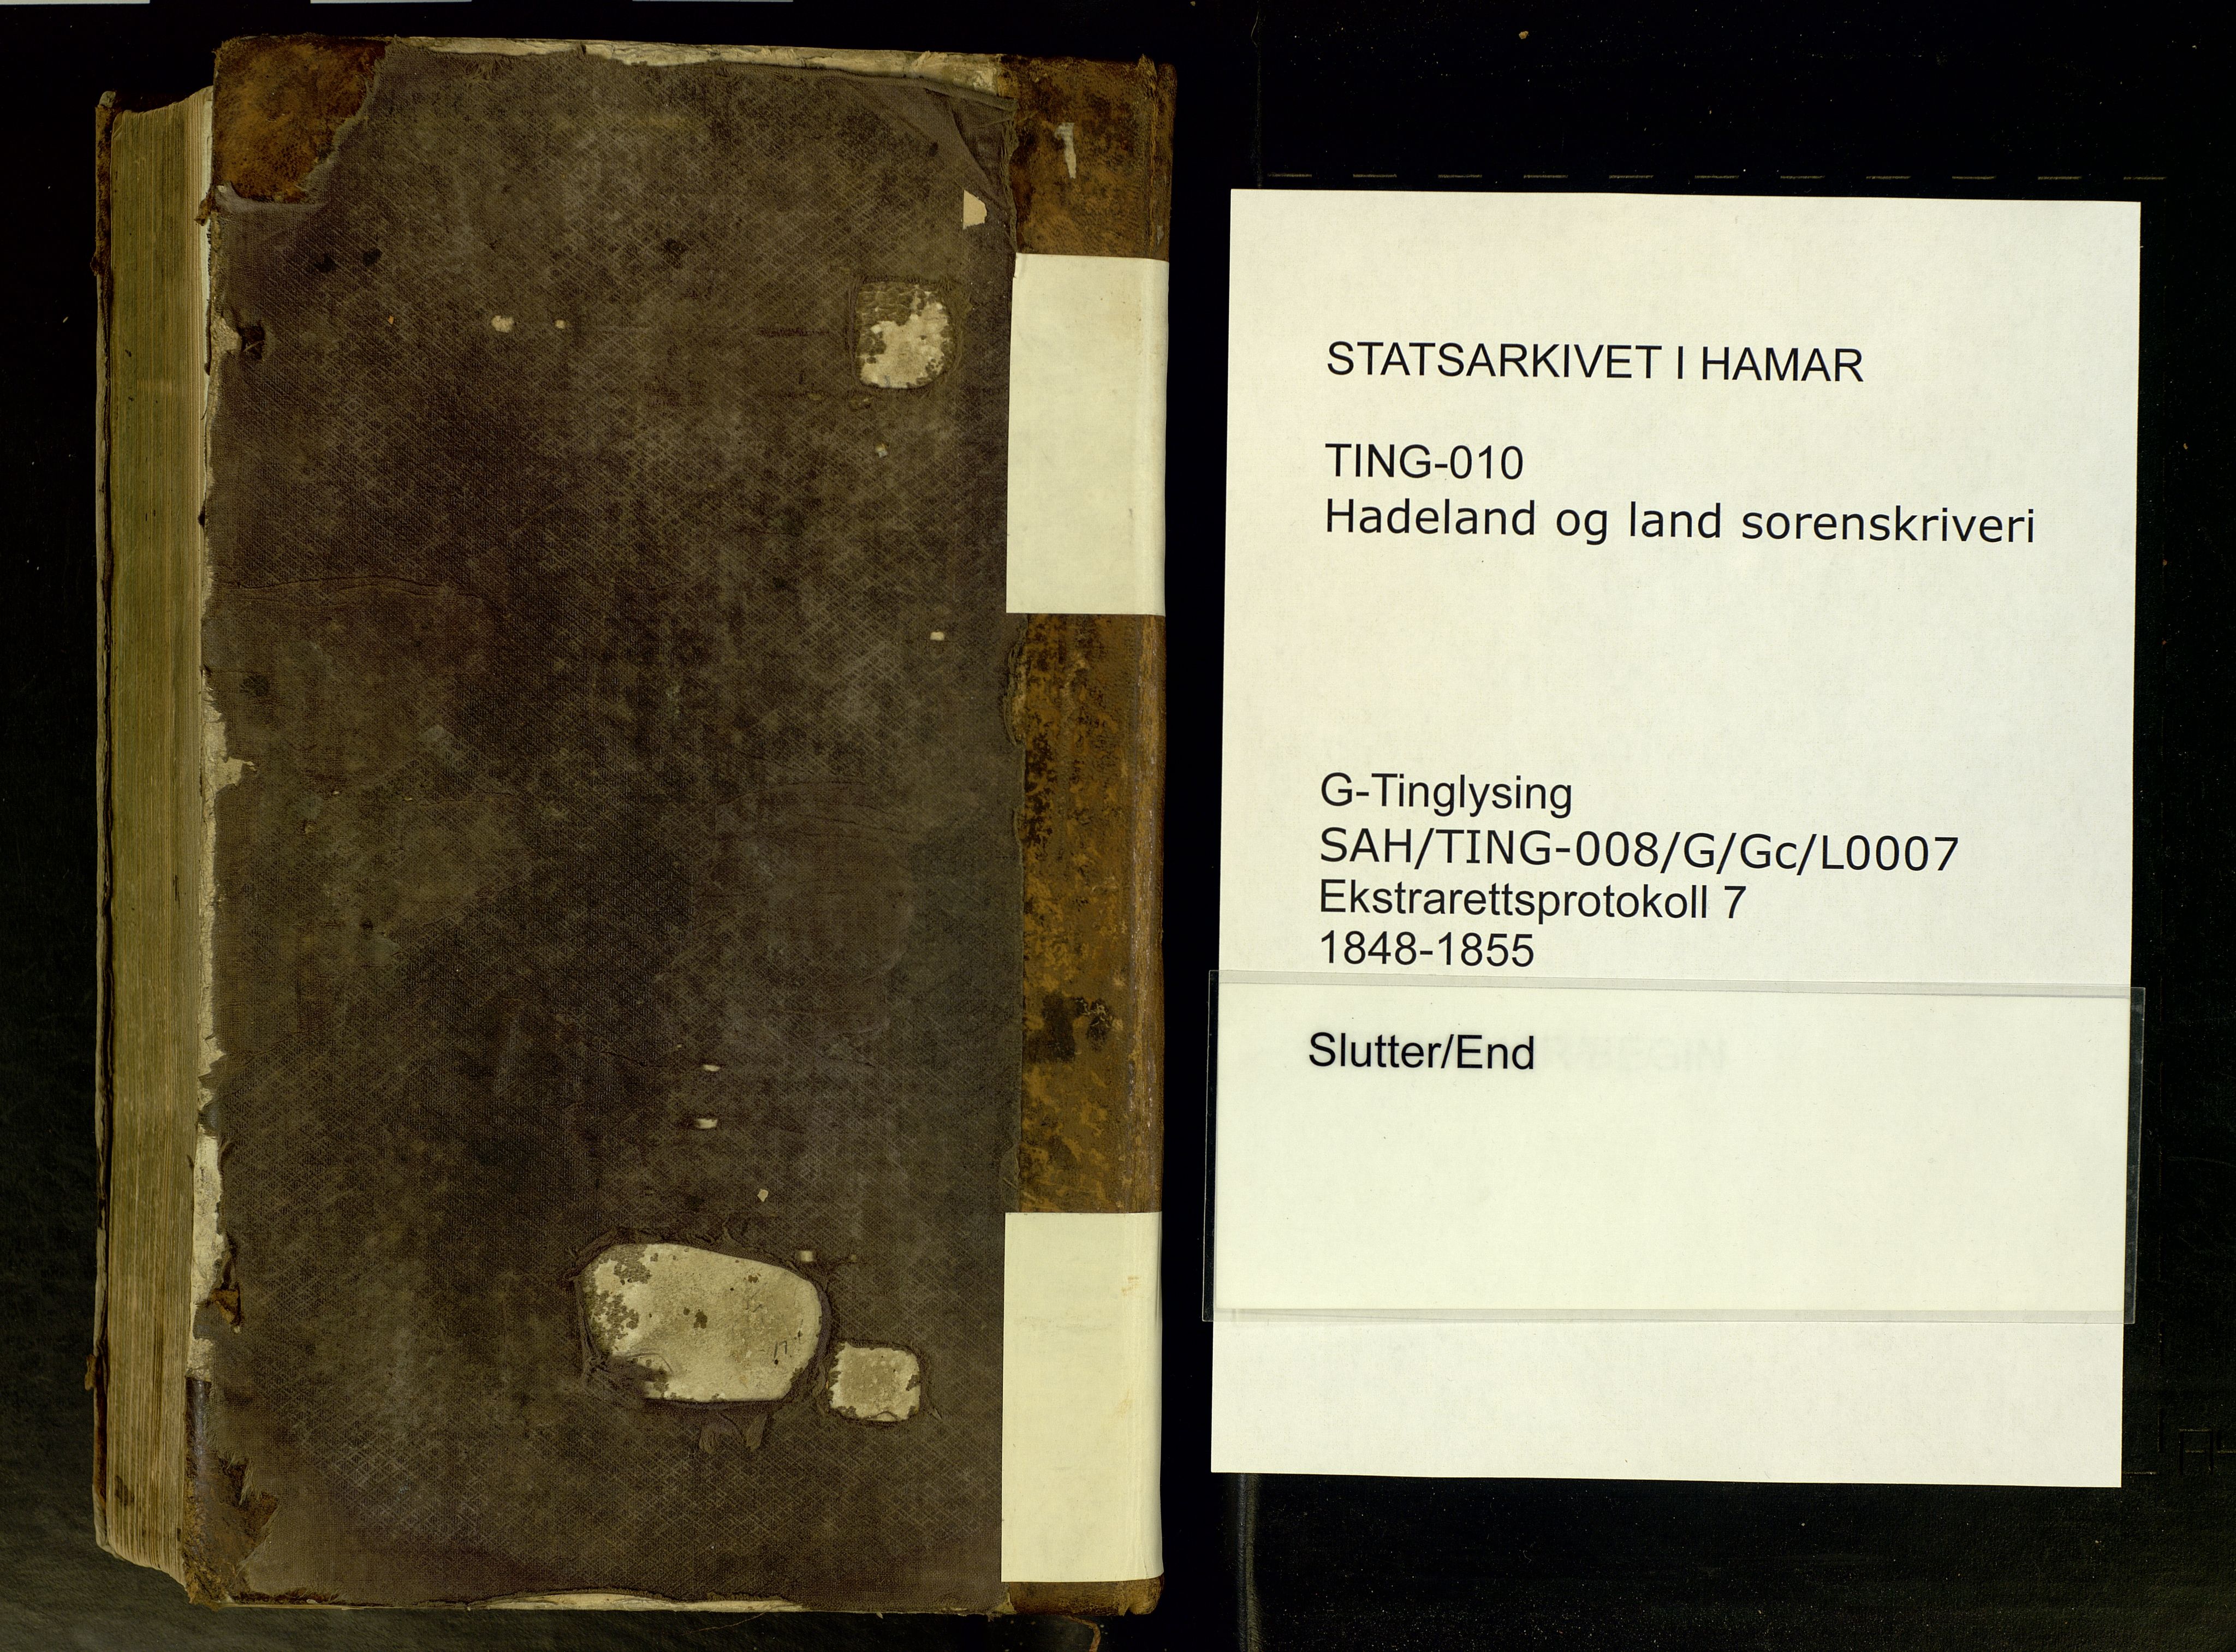 STATSARKIVET I HAMAR
TING-010
Hadeland og land sorenskriveri
G-Tinglysing
SAH/TING-008/G/Gc/L0007
Ekstrarettsprotokoll 7
1848-1855
Slutter/End